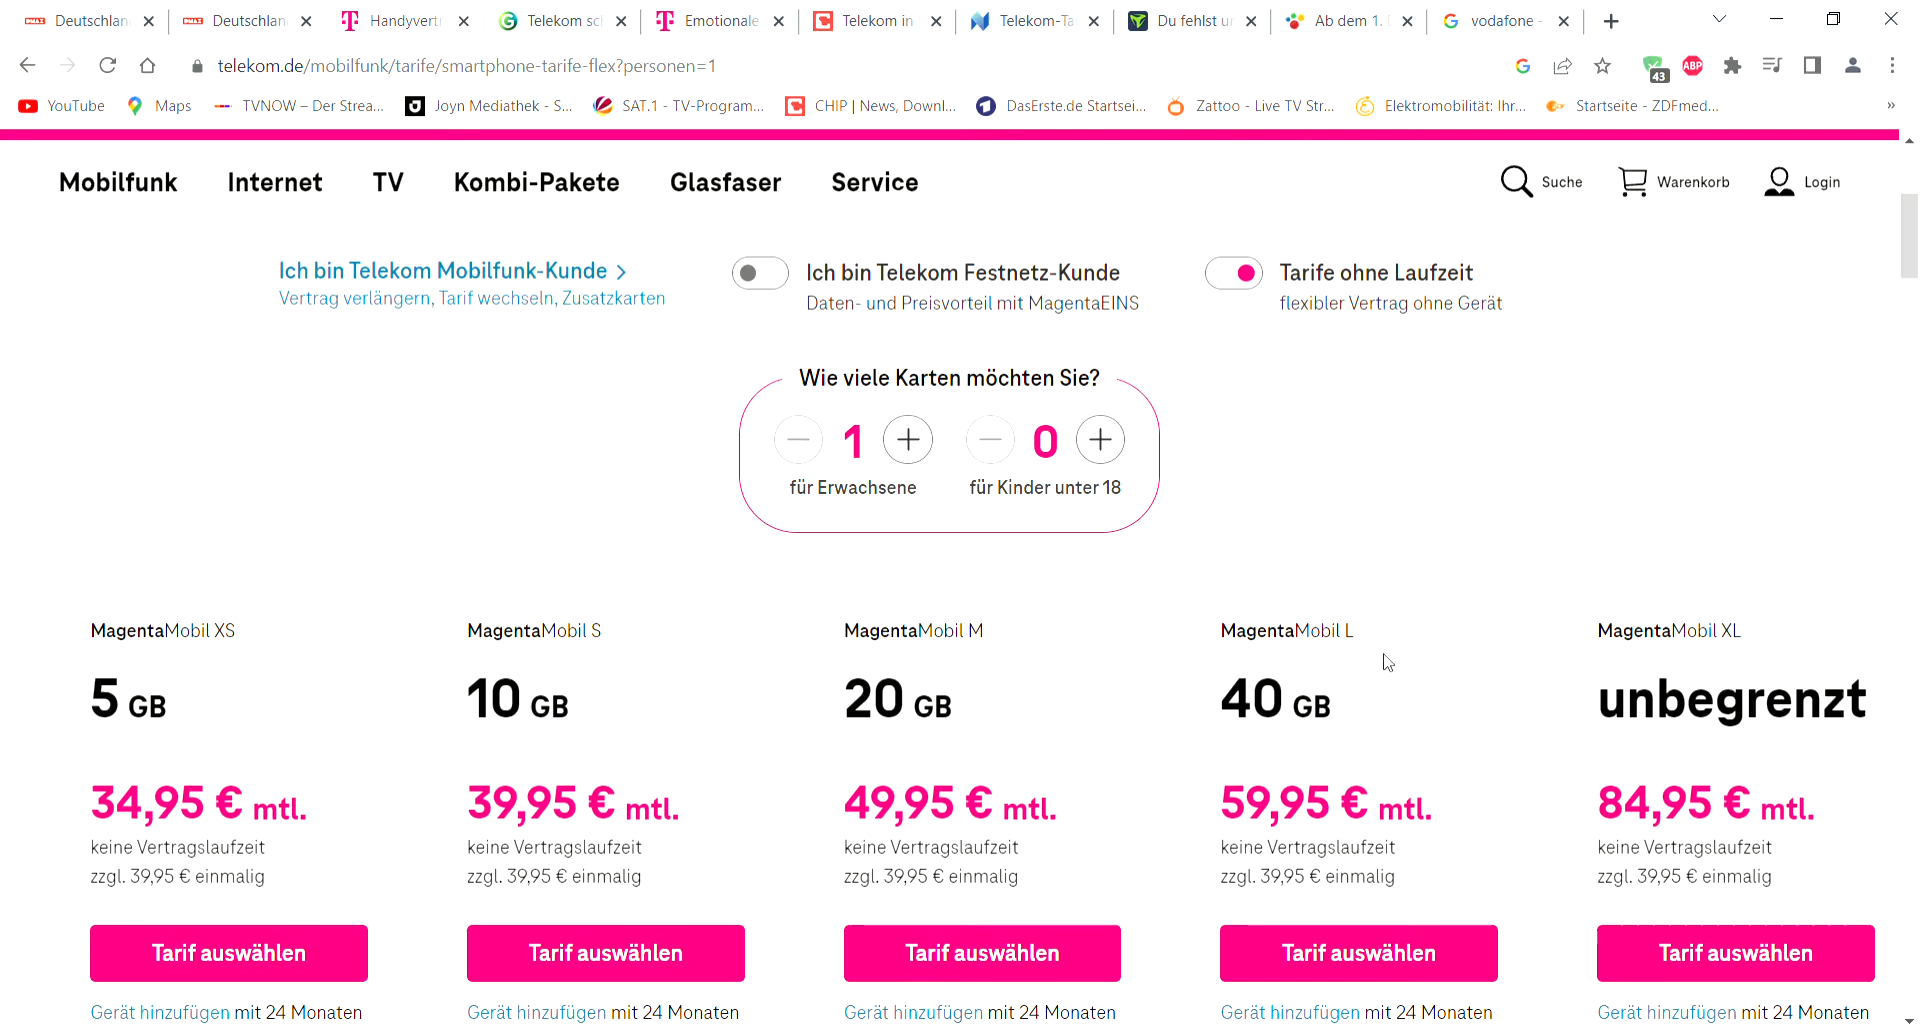 Deutschlan
Deutschlan
Handyvert
Telekom sc
Emotionale
Telekom in
Telekom-Ta
Du fehlst u
Ab dem 1.
vodafone -
telekom.de/mobilfunk/tarife/smartphone-tarife-flex?personen=1
43
ABP
YouTube
Maps
TVNOW – Der Strea...
Joyn Mediathek - S...
SAT.1 - TV-Program...
CHIP | News, Downl...
DasErste.de Startsei...
Zattoo - Live TV Str...
Elektromobilität: Ihr...
Startseite - ZDFmed...
»
Mobilfunk
Internet
TV
Kombi-Pakete
Glasfaser
Service
Suche
Warenkorb
Login
Ich bin Telekom Mobilfunk-Kunde >
Vertrag verlängern, Tarif wechseln, Zusatzkarten
Ich bin Telekom Festnetz-Kunde
Daten- und Preisvorteil mit MagentaEINS
Tarife ohne Laufzeit
flexibler Vertrag ohne Gerät
Wie viele Karten möchten Sie?
1
0
für Erwachsene
für Kinder unter 18
MagentaMobil XS
MagentaMobil S
MagentaMobil M
MagentaMobil L
MagentaMobil XL
5 GB
10 GB
20 GB
40 GB
unbegrenzt
34,95 € mtl.
39,95 € mtl.
49,95 € mtl.
59,95 € mtl.
84,95 € mtl.
keine Vertragslaufzeit
keine Vertragslaufzeit
keine Vertragslaufzeit
keine Vertragslaufzeit
keine Vertragslaufzeit
zzgl. 39,95 € einmalig
zzgl. 39,95 € einmalig
zzgl. 39,95 € einmalig
zzgl. 39,95 € einmalig
zzgl. 39,95 € einmalig
Tarif auswählen
Tarif auswählen
Tarif auswählen
Tarif auswählen
Tarif auswählen
Gerät hinzufügen mit 24 Monaten
Gerät hinzufügen mit 24 Monaten
Gerät hinzufügen mit 24 Monaten
Gerät hinzufügen mit 24 Monaten
Gerät hinzufügen mit 24 Monaten